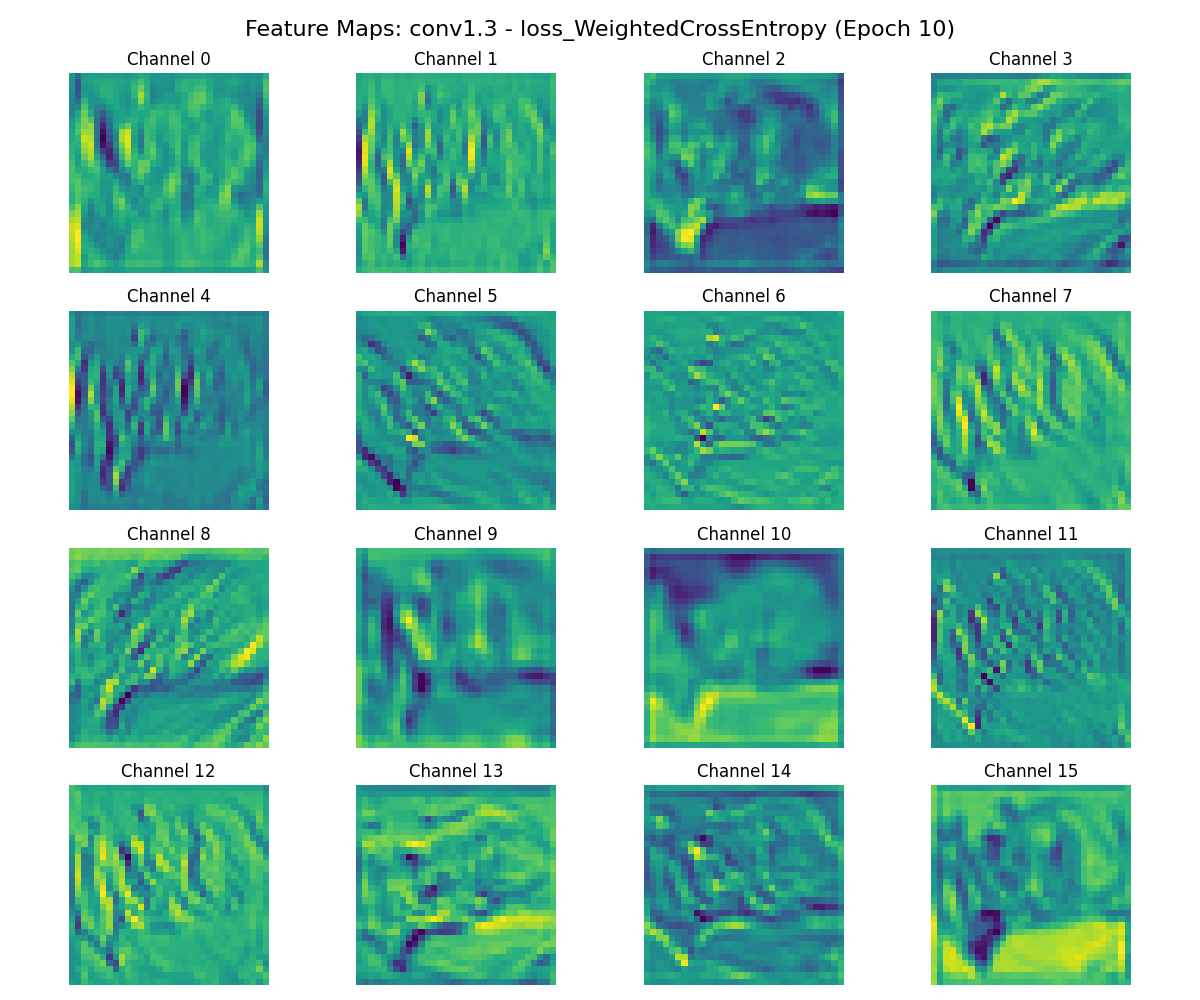 Feature Maps: conv1.3 - loss_WeightedCrossEntropy (Epoch 10)
Channel 0
Channel 1
Channel 2
Channel 3
Channel 4
Channel 5
Channel 6
Channel 7
Channel 8
Channel 9
Channel 10
Channel 11
Channel 12
Channel 13
Channel 14
Channel 15